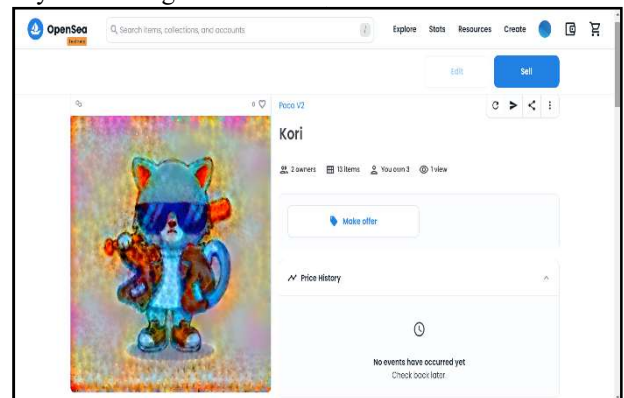 OpenSea
Search items, collections, and accounts
/
Explore Stats Resources Create
Edit Sell
0
Poco V2
Kori
2 owners 13 items You own 3 1 view
Make offer
Price History
No events have occurred yet
Check back later.